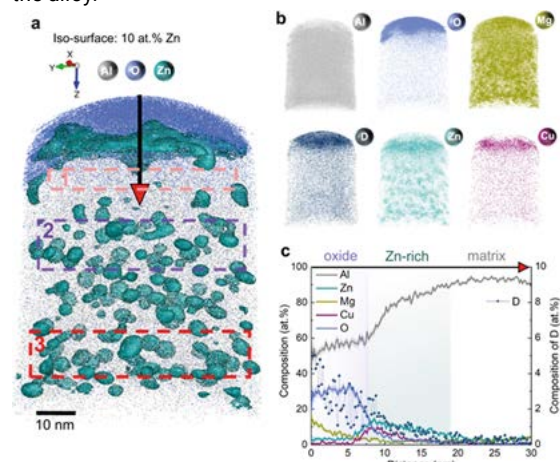 the alloy.
a
Iso-surface: 10 at.% Zn
X
Y
Z
Al
O
Zn
1
2
3
10 nm
b
Al
O
Mg
D
Zn
Cu
c
oxide
Zn-rich
matrix
Al
Zn
Mg
Cu
O
D
Composition (at.%)
100
80
60
40
20
0
Composition of D (at.%)
10
8
6
4
2
0
0 5 10 15 20 25 30